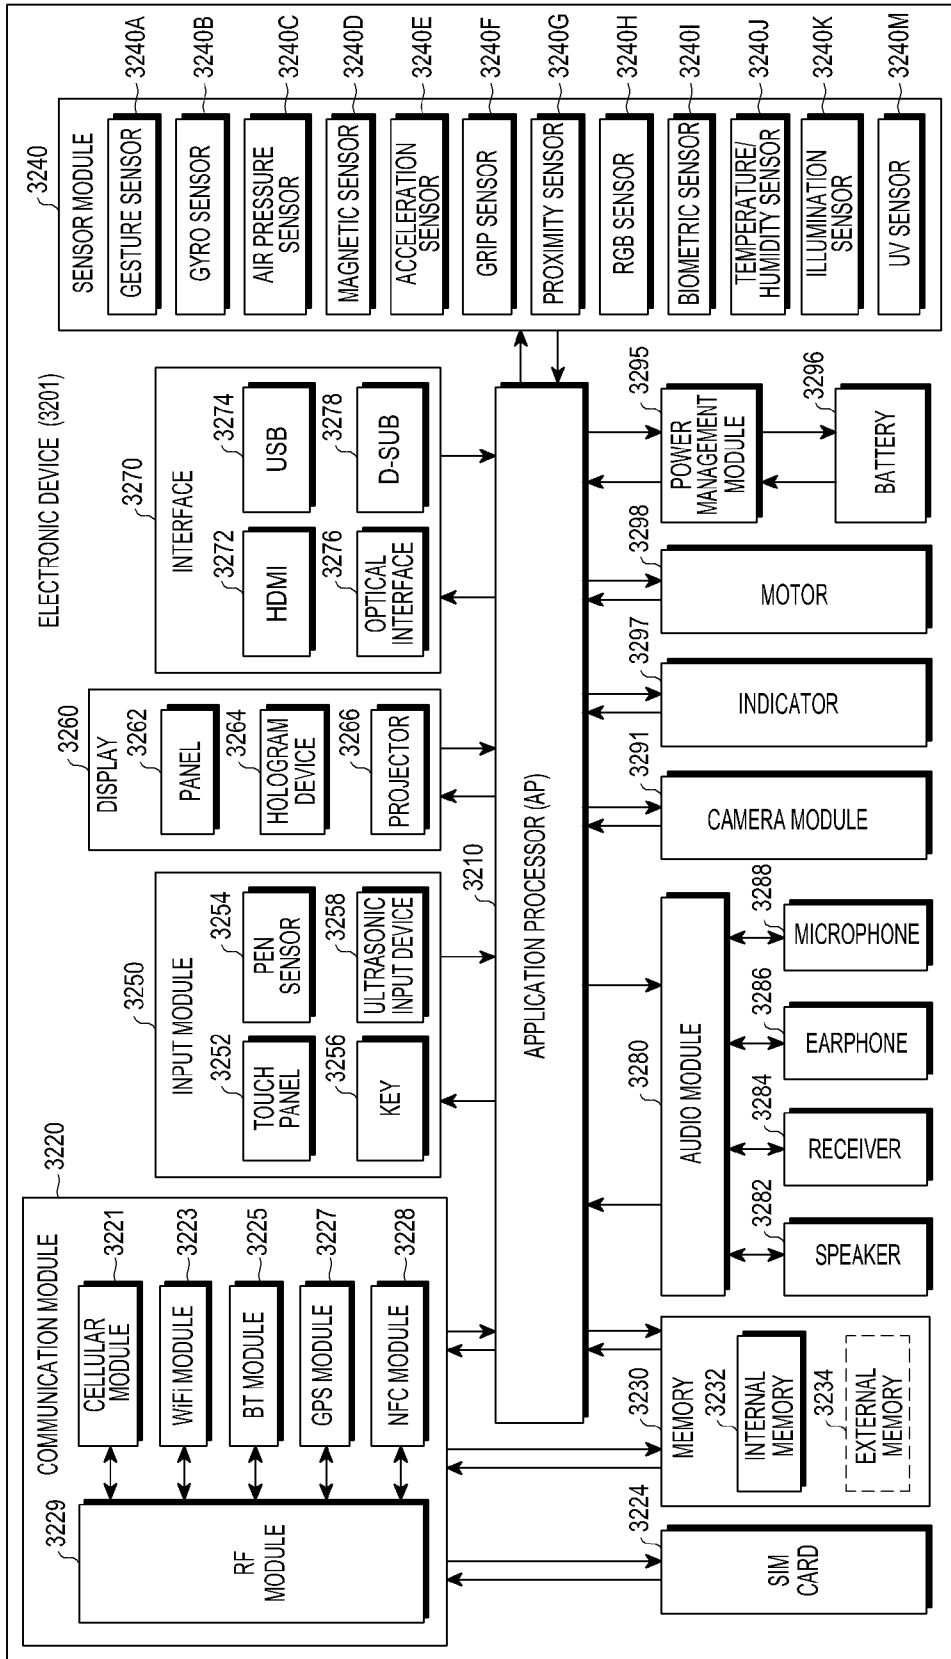 ELECTRONIC DEVICE (3201)
COMMUNICATION MODULE
3220
3229
RF
MODULE
CELLULAR
MODULE
3221
WiFi MODULE
3223
BT MODULE
3225
GPS MODULE
3227
NFC MODULE
3228
3250
INPUT MODULE
3252
TOUCH
PANEL
3254
PEN
SENSOR
3256
KEY
3258
ULTRASONIC
INPUT DEVICE
3260
DISPLAY
3262
PANEL
3264
HOLOGRAM
DEVICE
3266
PROJECTOR
3270
INTERFACE
3272
HDMI
3274
USB
3276
OPTICAL
INTERFACE
3278
D-SUB
3240
SENSOR MODULE
GESTURE SENSOR
3240A
GYRO SENSOR
3240B
AIR PRESSURE
SENSOR
3240C
MAGNETIC SENSOR
3240D
ACCELERATION
SENSOR
3240E
GRIP SENSOR
3240F
PROXIMITY SENSOR
3240G
RGB SENSOR
3240H
BIOMETRIC SENSOR
3240I
TEMPERATURE/
HUMIDITY SENSOR
3240J
ILLUMINATION
SENSOR
3240K
UV SENSOR
3240M
3210
APPLICATION PROCESSOR (AP)
3224
SIM
CARD
3230
MEMORY
3232
INTERNAL
MEMORY
3234
EXTERNAL
MEMORY
3280
AUDIO MODULE
3282
SPEAKER
3284
RECEIVER
3286
EARPHONE
3288
MICROPHONE
3291
CAMERA MODULE
3297
INDICATOR
3298
MOTOR
3295
POWER
MANAGEMENT
MODULE
3296
BATTERY